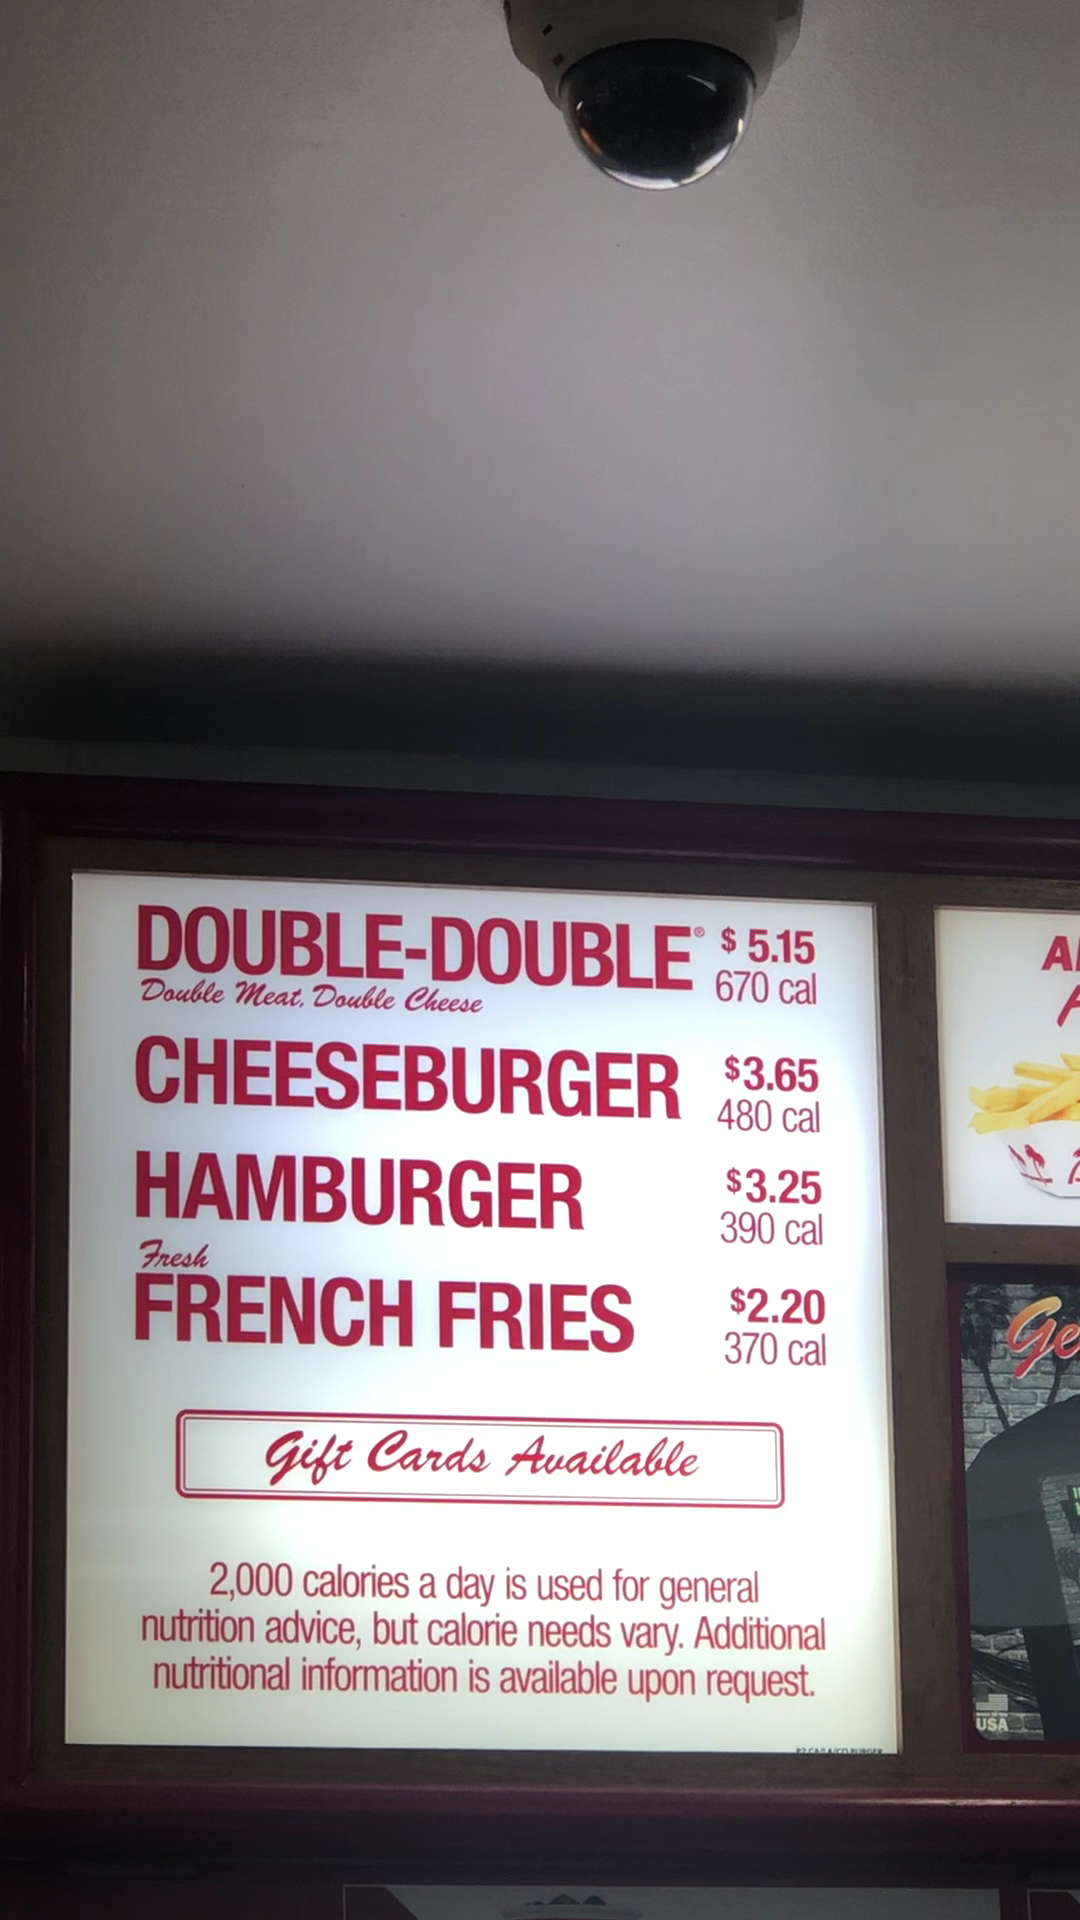 DOUBLE-DOUBLE® $5.15
Double Meat, Double Cheese 670 cal
CHEESEBURGER $3.65
480 cal
HAMBURGER $3.25
390 cal
Fresh
FRENCH FRIES $2.20
370 cal
Gift Cards Available
2,000 calories a day is used for general
nutrition advice, but calorie needs vary. Additional
nutritional information is available upon request.
Ge
USA